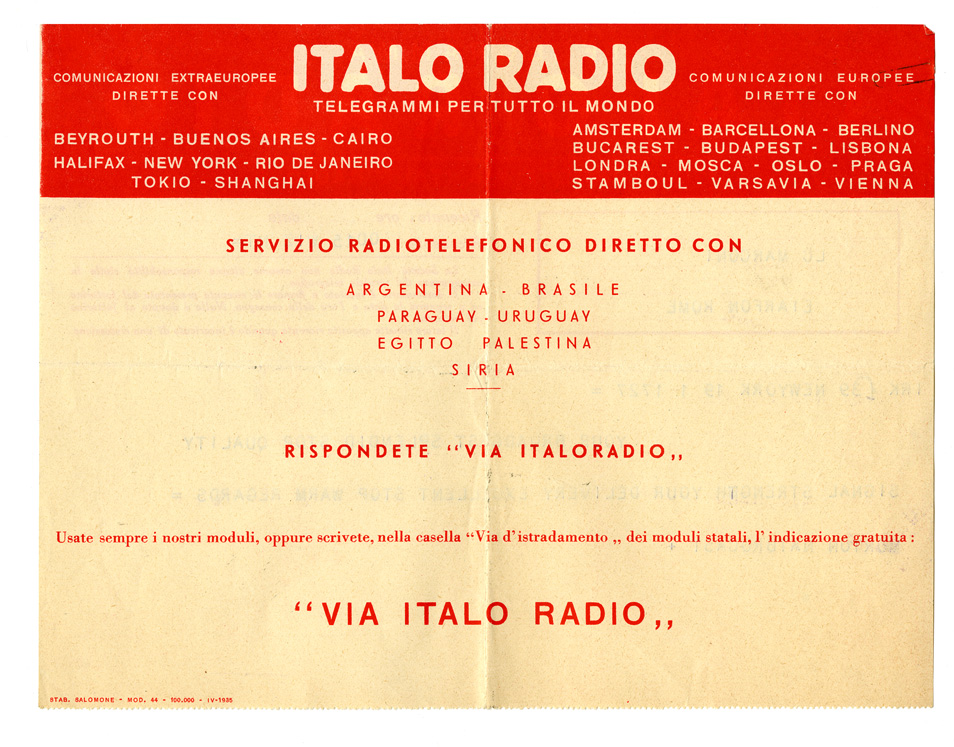 ITALO RADIO
TELEGRAMMI PER TUTTO IL MONDO
COMUNICAZIONI EXTRAEUROPEE
DIRETTE CON
BEYROUTH - BUENOS AIRES - CAIRO
HALIFAX - NEW YORK - RIO DE JANEIRO
TOKIO - SHANGHAI
COMUNICAZIONI EUROPEE
DIRETTE CON
AMSTERDAM - BARCELLONA - BERLINO
BUCAREST - BUDAPEST - LISBONA
LONDRA - MOSCA - OSLO - PRAGA
STAMBOUL - VARSAVIA - VIENNA
SERVIZIO RADIOTELEFONICO DIRETTO CON
ARGENTINA - BRASILE
PARAGUAY - URUGUAY
EGITTO PALESTINA
SIRIA
RISPONDETE “VIA ITALORADIO„
Usate sempre i nostri moduli, oppure scrivete, nella casella “Via d'istradamento „ dei moduli statali, l'indicazione gratuita :
“VIA ITALO RADIO„
STAB. SALOMONE - MOD. 44 - 100.000 - IV-1935